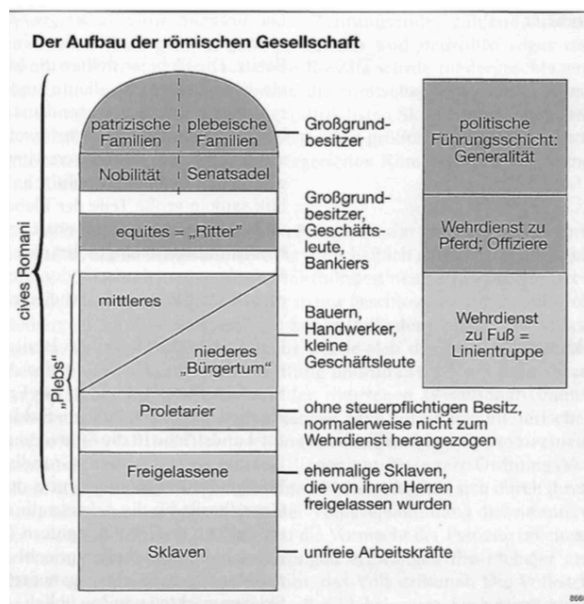 Der Aufbau der römischen Gesellschaft
cives Romani
„Plebs“
patrizische
Familien
plebeische
Familien
Nobilität
Senatsadel
equites = „Ritter“
mittleres
niederes
„Bürgertum“
Proletarier
Freigelassene
Sklaven
Großgrund-
besitzer
Großgrund-
besitzer,
Geschäfts-
leute,
Bankiers
Bauern,
Handwerker,
kleine
Geschäftsleute
ohne steuerpflichtigen Besitz,
normalerweise nicht zum
Wehrdienst herangezogen
ehemalige Sklaven,
die von ihren Herren
freigelassen wurden
unfreie Arbeitskräfte
politische
Führungsschicht:
Generalität
Wehrdienst zu
Pferd; Offiziere
Wehrdienst
zu Fuß =
Linientruppe
866